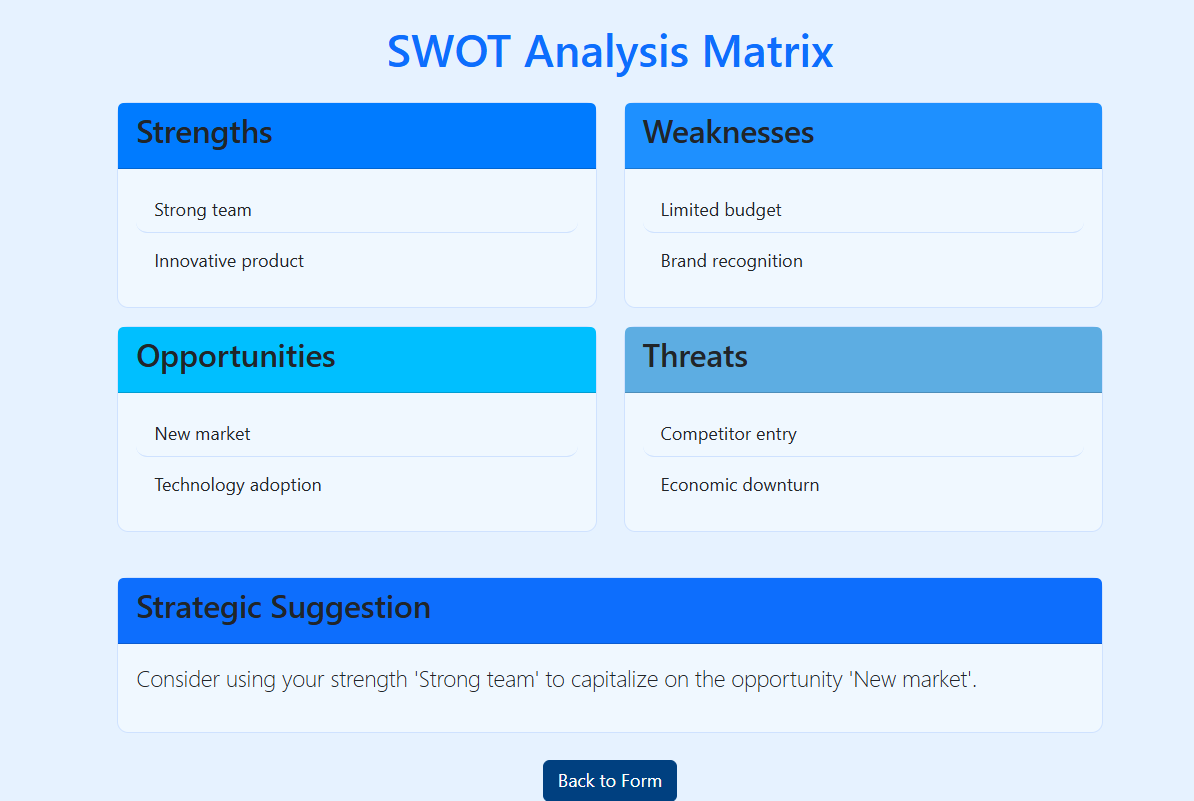 SWOT Analysis Matrix
Strengths
Strong team
Innovative product
Weaknesses
Limited budget
Brand recognition
Opportunities
New market
Technology adoption
Threats
Competitor entry
Economic downturn
Strategic Suggestion
Consider using your strength 'Strong team' to capitalize on the opportunity 'New market'.
Back to Form